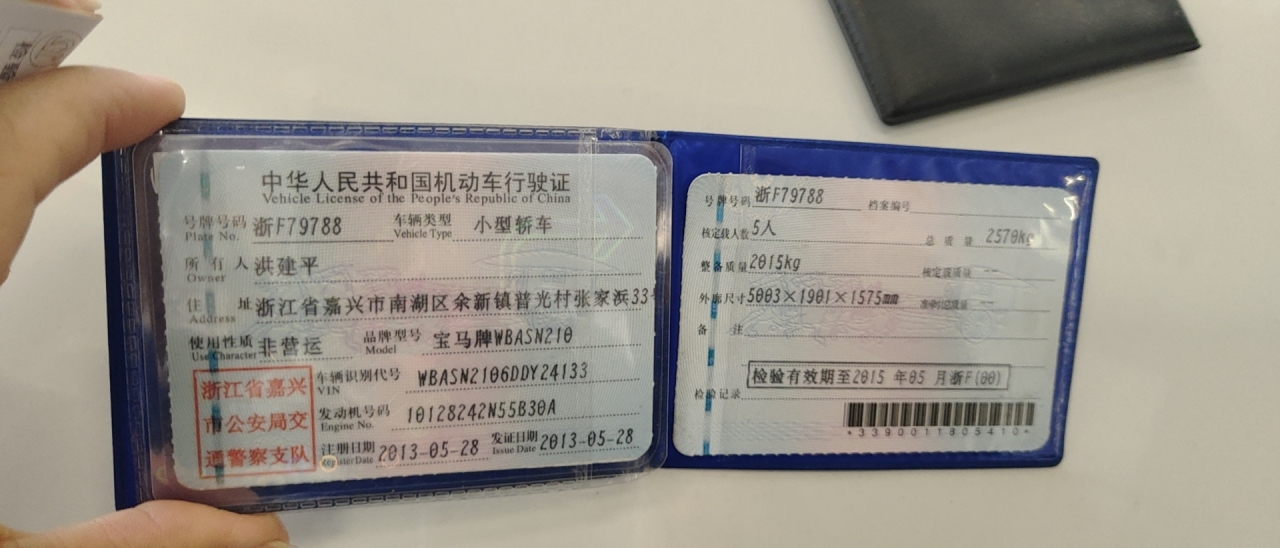 中华人民共和国机动车行驶证
Vehicle License of the People's Republic of China
号牌号码 浙F79788 车辆类型 小型轿车
Plate No. Vehicle Type
所有人 洪建平
Owner
住址 浙江省嘉兴市南湖区余新镇普光村张家浜33
Address
使用性质 非营运 品牌型号 宝马牌WBASN210
Use Character Model
浙江省嘉兴
市公安局交
通警察支队
车辆识别代号 WBASN2106DDY24133
VIN
发动机号码 10128242N55B30A
Engine No.
注册日期 2013-05-28 发证日期 2013-05-28
Register Date Issue Date
号牌号码 浙F79788 档案编号
核定载人数 5人 总质量 2570kg
整备质量 2015kg 核定载质量 --
外廓尺寸 5003×1901×1575mm 准牵引总质量 --
备注
检验有效期至2015 年05 月浙F(00)
检验记录
*3390011805410*